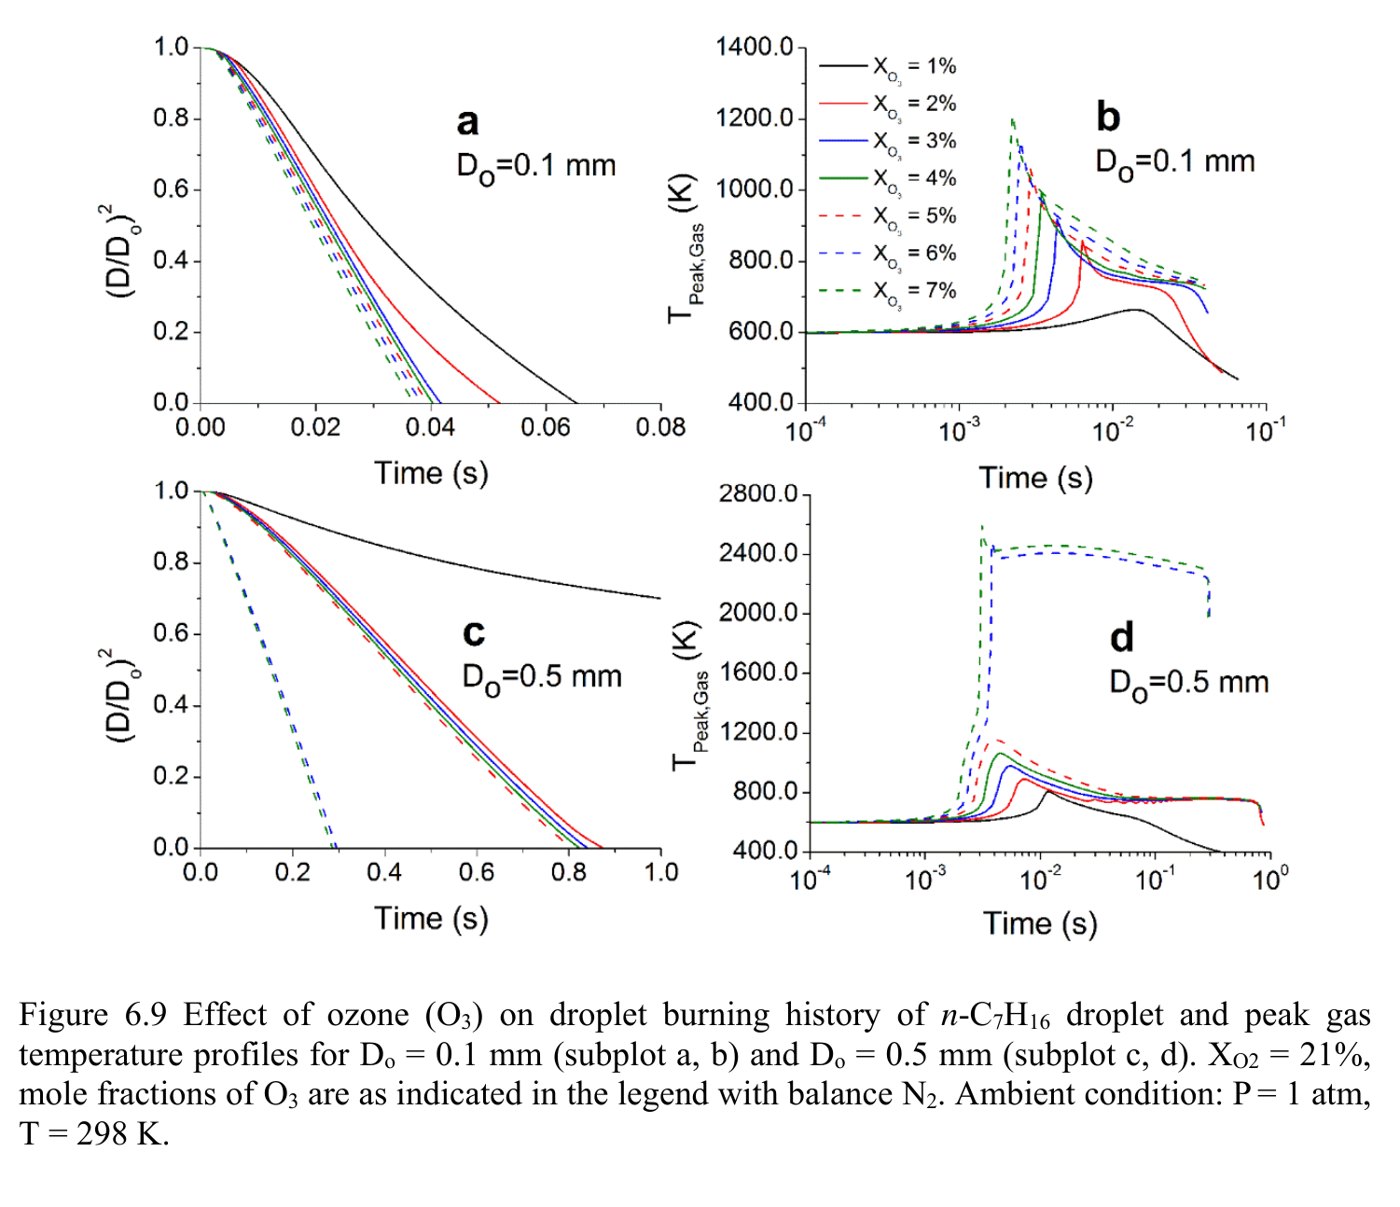 1.0
0.8
0.6
0.4
0.2
0.0
(D/Do)²
a
Do=0.1 mm
0.00 0.02 0.04 0.06 0.08
Time (s)
1400.0
1200.0
1000.0
800.0
600.0
400.0
TPeak,Gas (K)
XO3 = 1%
XO3 = 2%
XO3 = 3%
XO3 = 4%
XO3 = 5%
XO3 = 6%
XO3 = 7%
b
Do=0.1 mm
10⁻⁴ 10⁻³ 10⁻² 10⁻¹
Time (s)
1.0
0.8
0.6
0.4
0.2
0.0
(D/Do)²
c
Do=0.5 mm
0.0 0.2 0.4 0.6 0.8 1.0
Time (s)
2800.0
2400.0
2000.0
1600.0
1200.0
800.0
400.0
TPeak,Gas (K)
d
Do=0.5 mm
10⁻⁴ 10⁻³ 10⁻² 10⁻¹ 10⁰
Time (s)
Figure 6.9 Effect of ozone (O₃) on droplet burning history of n-C₇H₁₆ droplet and peak gas
temperature profiles for Dₒ = 0.1 mm (subplot a, b) and Dₒ = 0.5 mm (subplot c, d). XO2 = 21%,
mole fractions of O₃ are as indicated in the legend with balance N₂. Ambient condition: P = 1 atm,
T = 298 K.